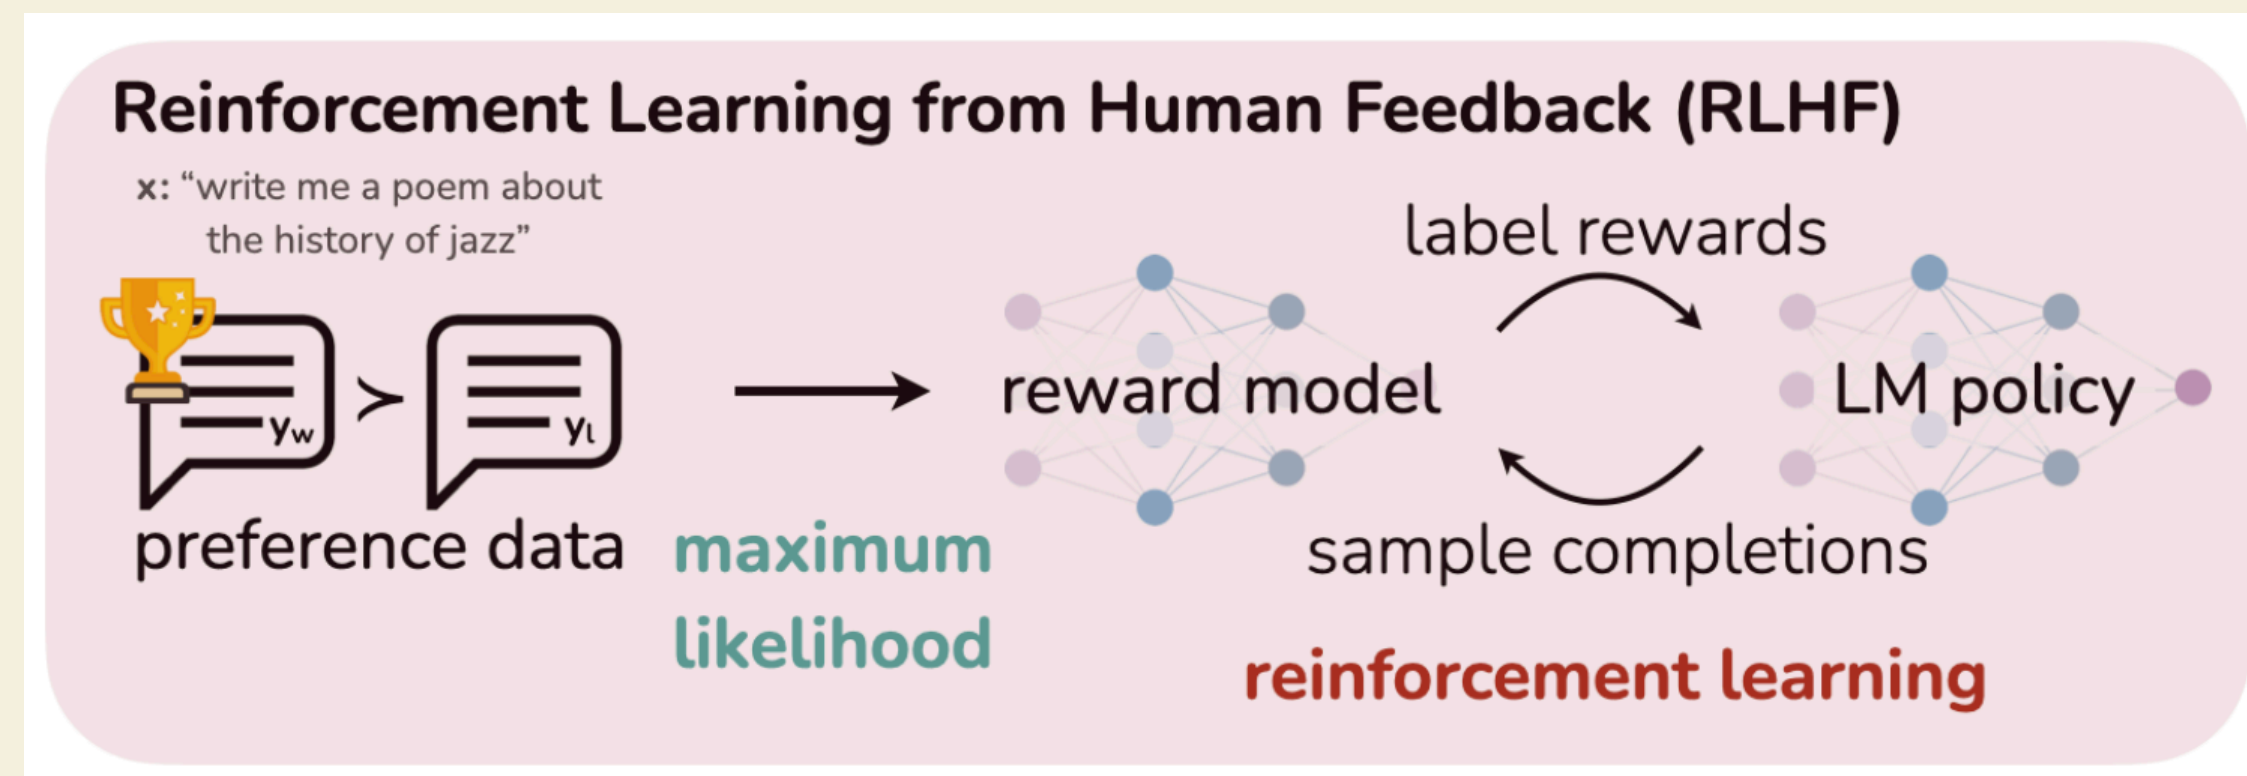 Reinforcement Learning from Human Feedback (RLHF)
x: “write me a poem about
the history of jazz”
label rewards
yw
≻
yl
reward model
LM policy
preference data
maximum
likelihood
sample completions
reinforcement learning